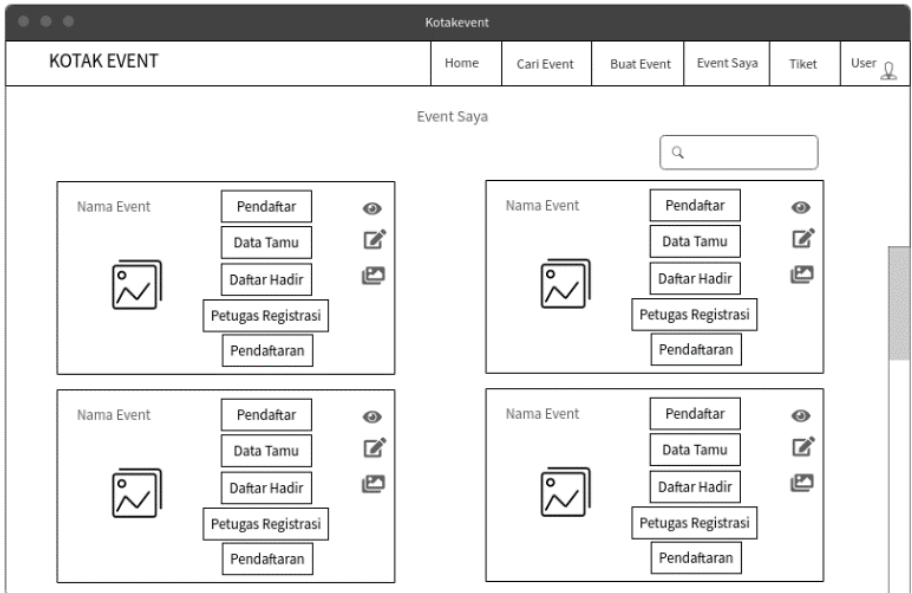 Kotakevent
KOTAK EVENT
Home
Cari Event
Buat Event
Event Saya
Tiket
User
Event Saya
Nama Event
Pendaftar
Data Tamu
Daftar Hadir
Petugas Registrasi
Pendaftaran
Nama Event
Pendaftar
Data Tamu
Daftar Hadir
Petugas Registrasi
Pendaftaran
Nama Event
Pendaftar
Data Tamu
Daftar Hadir
Petugas Registrasi
Pendaftaran
Nama Event
Pendaftar
Data Tamu
Daftar Hadir
Petugas Registrasi
Pendaftaran